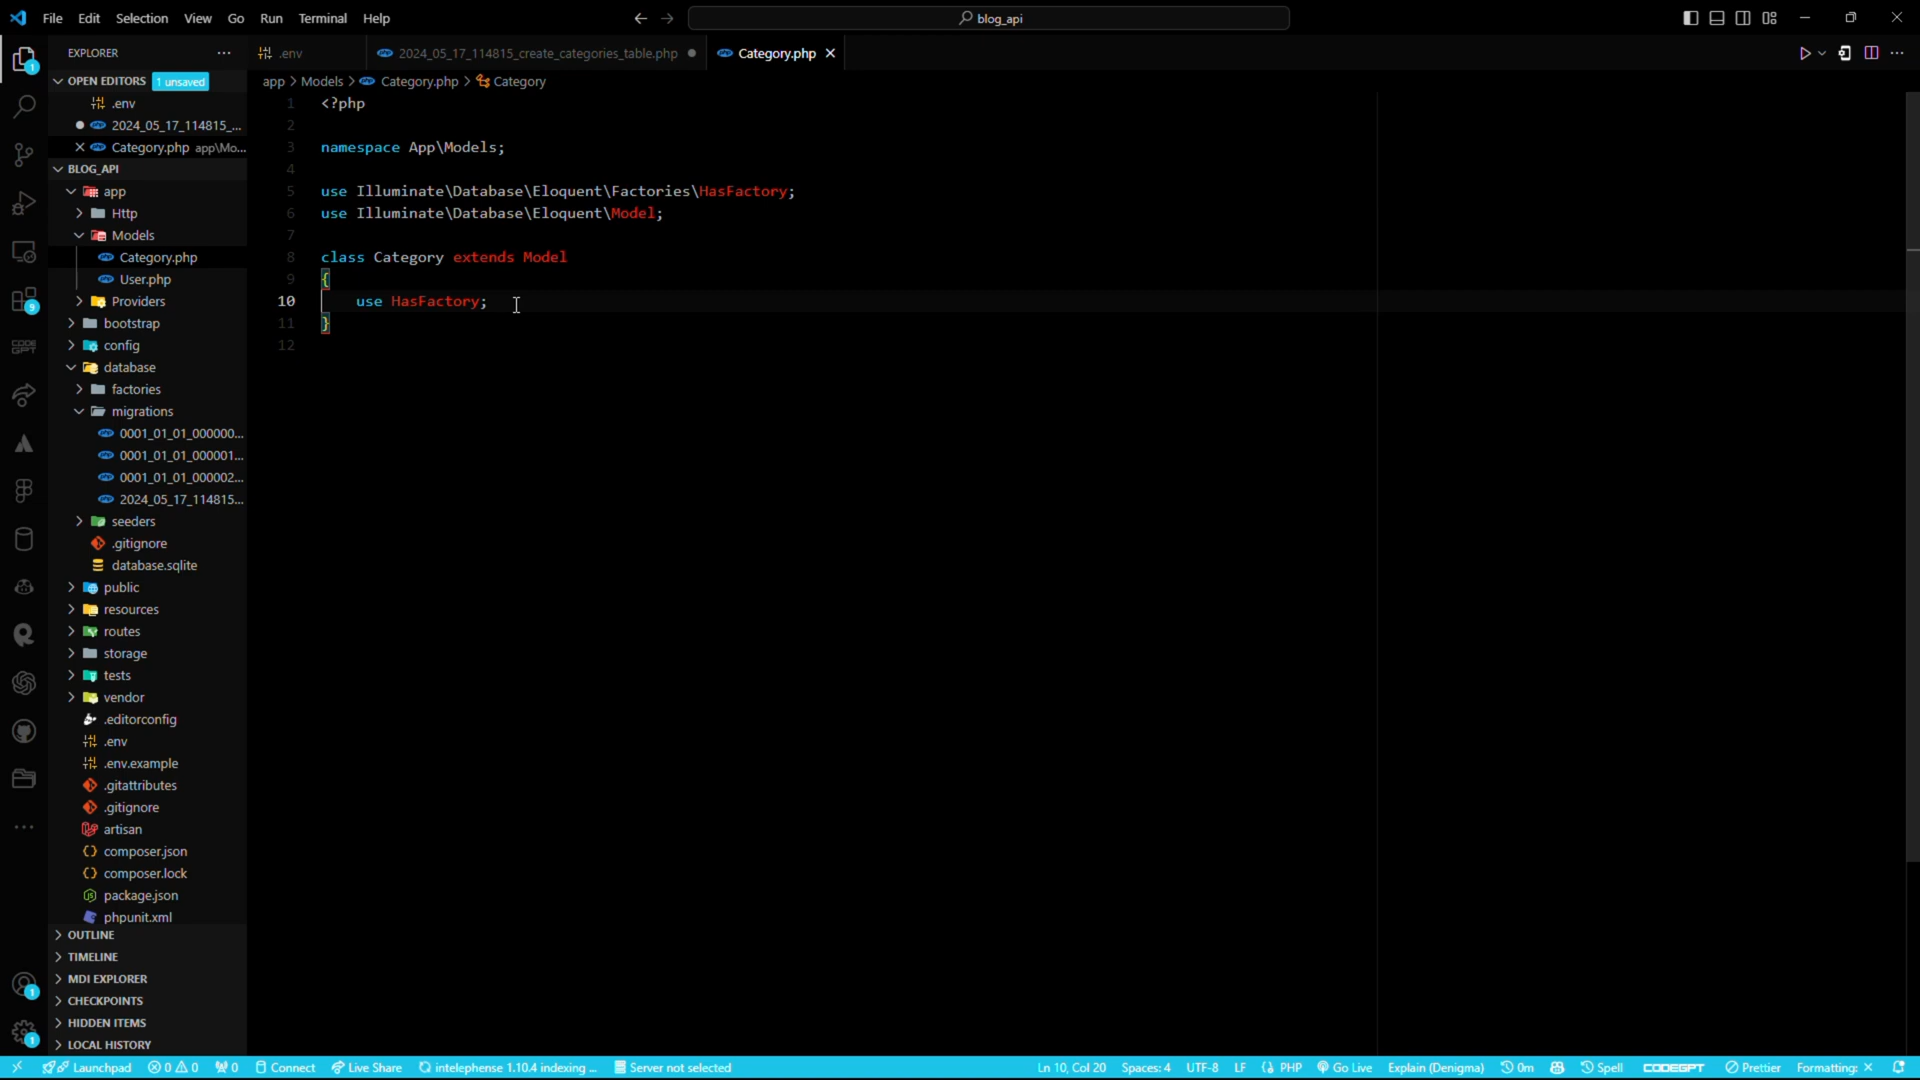 File Edit Selection View Go Run Terminal Help
blog_api
EXPLORER
.env
2024_05_17_114815_create_categories_table.php
Category.php
OPEN EDITORS 1 unsaved
.env
2024_05_17_114815_...
Category.php app\Mo...
BLOG_API
app
Http
Models
Category.php
User.php
Providers
bootstrap
config
database
factories
migrations
0001_01_01_000000...
0001_01_01_000001...
0001_01_01_000002...
2024_05_17_114815...
seeders
.gitignore
database.sqlite
public
resources
routes
storage
tests
vendor
.editorconfig
.env
.env.example
.gitattributes
.gitignore
artisan
composer.json
composer.lock
package.json
phpunit.xml
OUTLINE
TIMELINE
MDI EXPLORER
CHECKPOINTS
HIDDEN ITEMS
LOCAL HISTORY
1
9
CODE
GPT
1
1
app > Models > Category.php > Category
1 <?php
2
3 namespace App\Models;
4
5 use Illuminate\Database\Eloquent\Factories\HasFactory;
6 use Illuminate\Database\Eloquent\Model;
7
8 class Category extends Model
9 {
10 use HasFactory;
11 }
12
Launchpad 0 0 0 Connect Live Share intelephense 1.10.4 indexing ... Server not selected Ln 10, Col 20 Spaces: 4 UTF-8 LF PHP Go Live Explain (Denigma) 0m Spell CODEGPT Prettier Formatting: ×